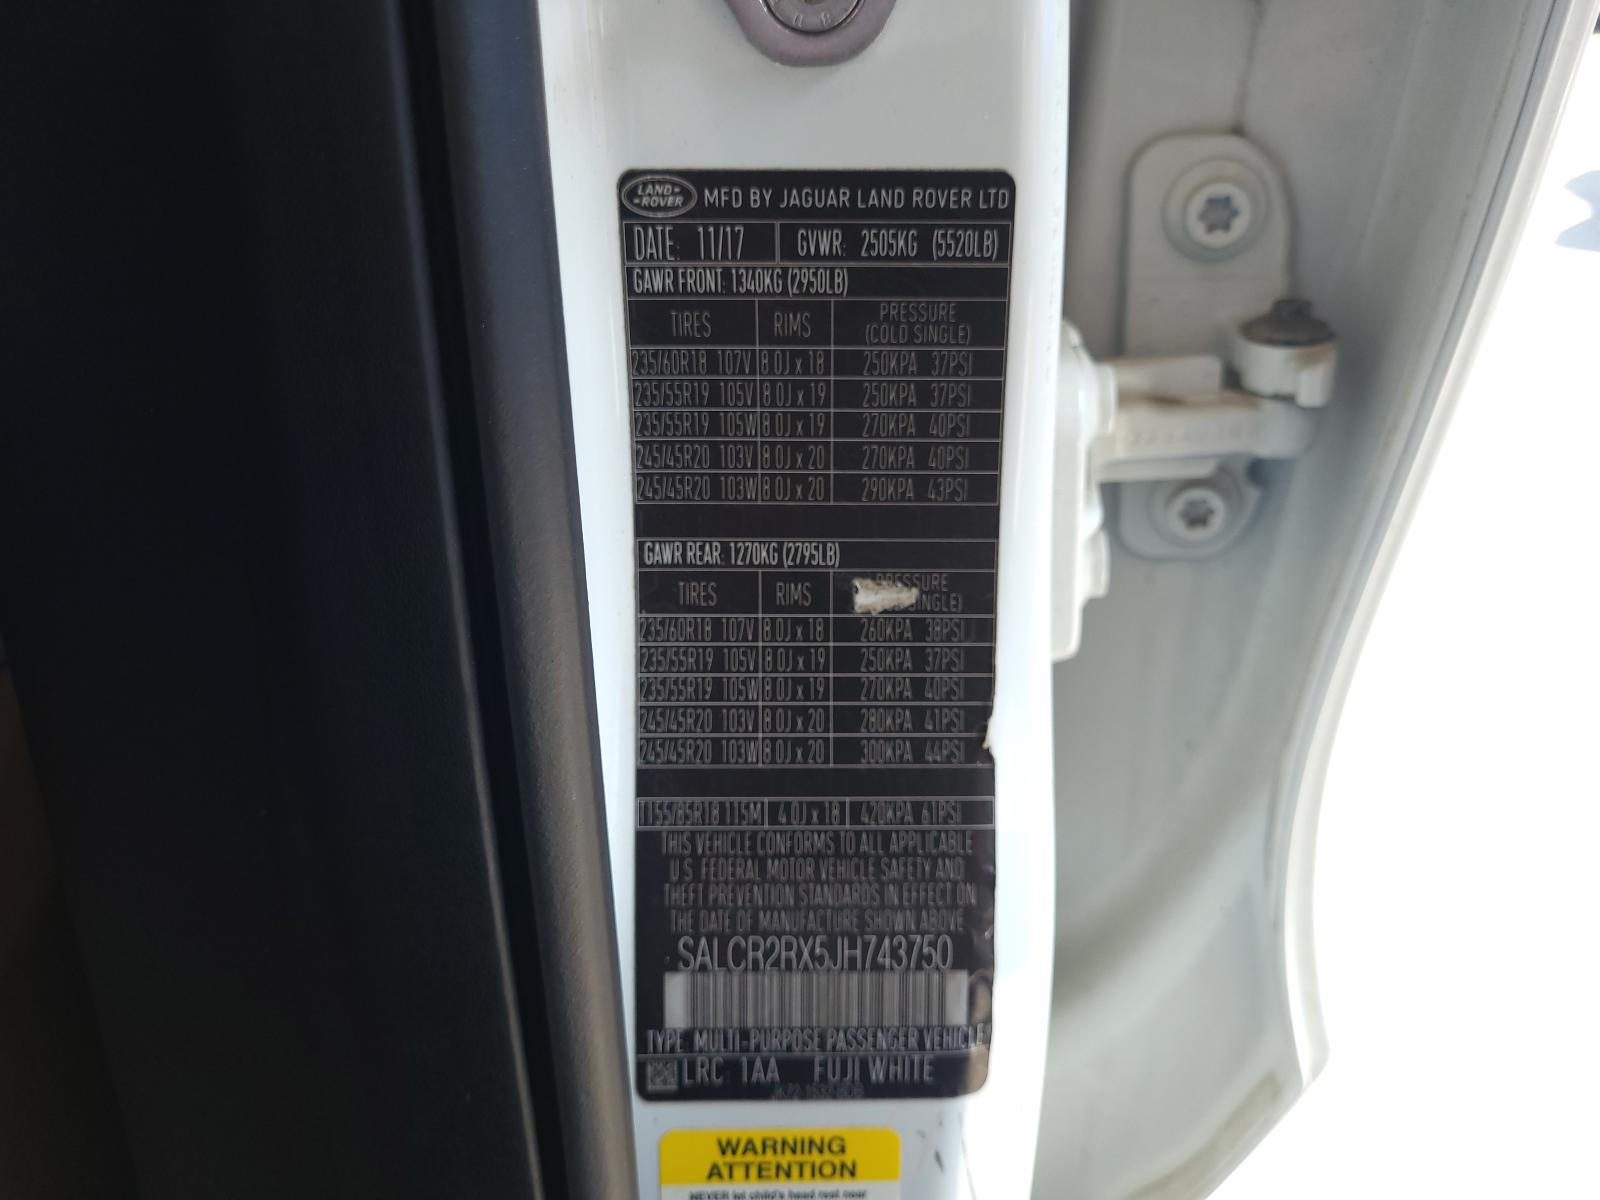 LAND-
-ROVER
MFD BY JAGUAR LAND ROVER LTD
DATE: 11/17 GVWR: 2505KG (5520LB)
GAWR FRONT: 1340KG (2950LB)
TIRES RIMS PRESSURE (COLD SINGLE)
235/60R18 107V 8.0J x 18 250KPA 37PSI
235/55R19 105V 8.0J x 19 250KPA 37PSI
235/55R19 105W 8.0J x 19 270KPA 40PSI
245/45R20 103V 8.0J x 20 270KPA 40PSI
245/45R20 103W 8.0J x 20 290KPA 43PSI
GAWR REAR: 1270KG (2795LB)
TIRES RIMS PRESSURE SINGLE)
235/60R18 107V 8.0J x 18 260KPA 38PSI
235/55R19 105V 8.0J x 19 250KPA 37PSI
235/55R19 105W 8.0J x 19 270KPA 40PSI
245/45R20 103V 8.0J x 20 280KPA 41PSI
245/45R20 103W 8.0J x 20 300KPA 44PSI
T155/85R18 115M 4.0J x 18 420KPA 61PSI
THIS VEHICLE CONFORMS TO ALL APPLICABLE
U.S. FEDERAL MOTOR VEHICLE SAFETY AND
THEFT PREVENTION STANDARDS IN EFFECT ON
THE DATE OF MANUFACTURE SHOWN ABOVE
SALCR2RX5JH743750
TYPE: MULTI-PURPOSE PASSENGER VEHICLE
LRC: 1AA FUJI WHITE
WARNING
ATTENTION
NEVER let child's head rest near